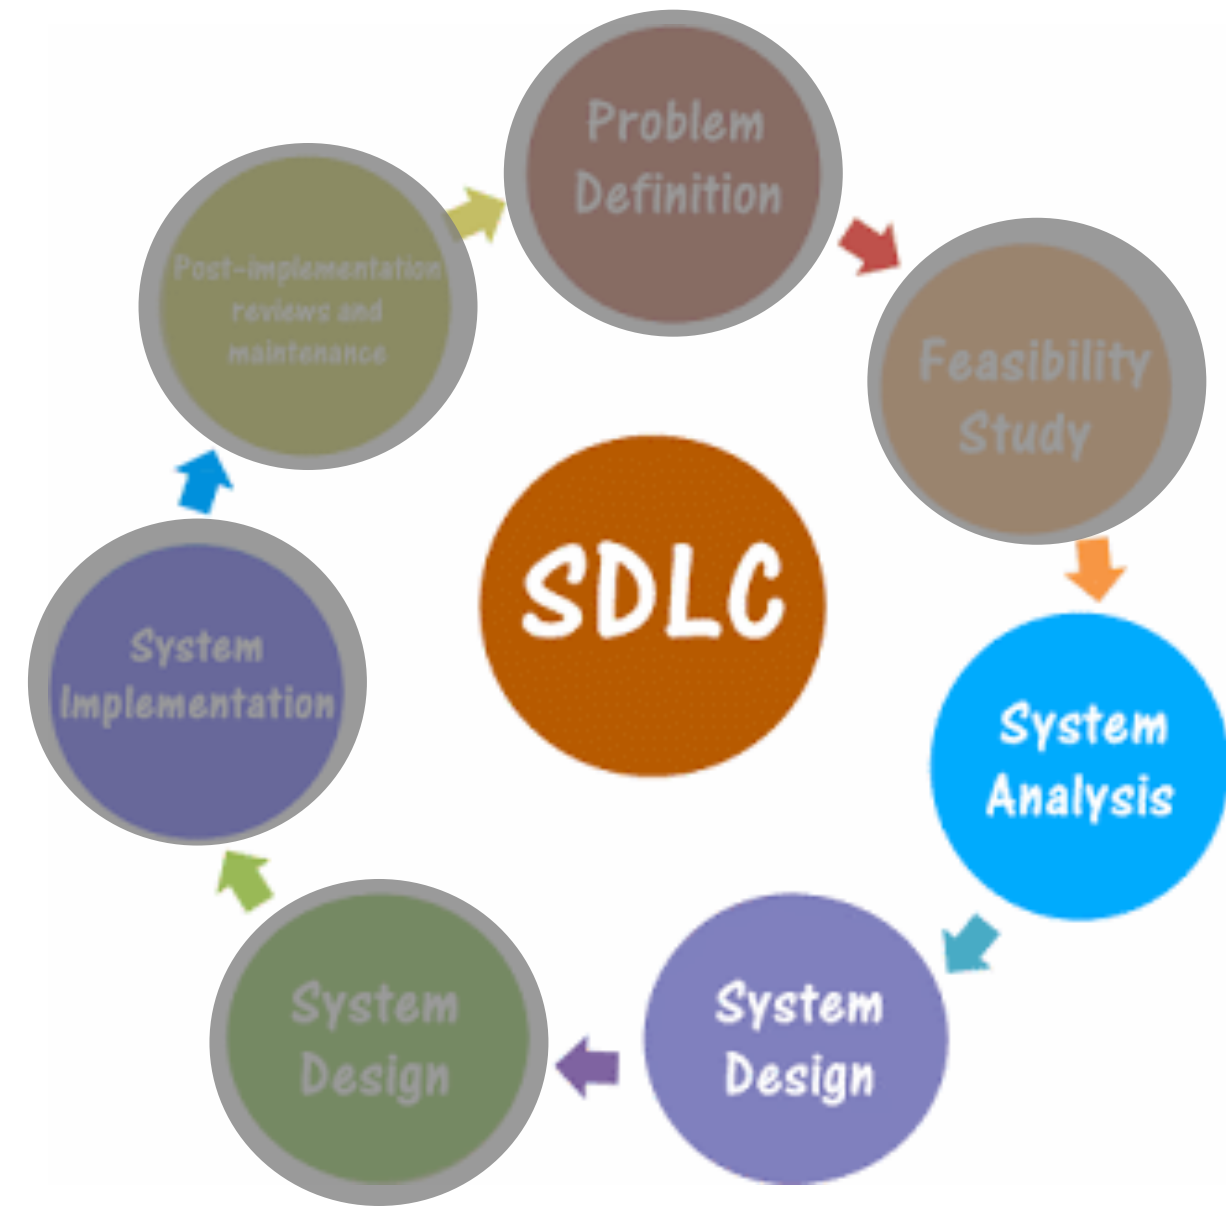 Problem
Definition
Feasibility
Study
System
Analysis
System
Design
System
Design
System
Implementation
Post-implementation
reviews and
maintenance
SDLC